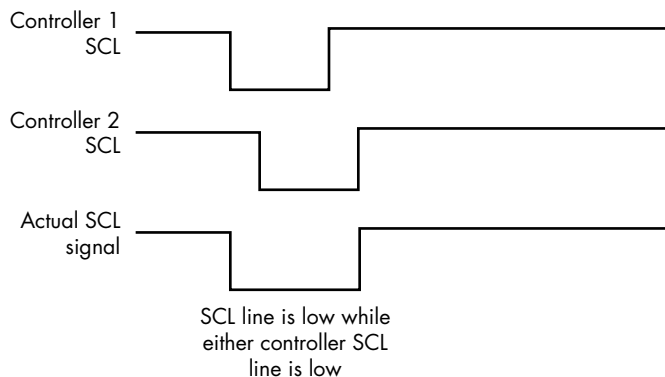 Controller 1
SCL
Controller 2
SCL
Actual SCL
signal
SCL line is low while
either controller SCL
line is low